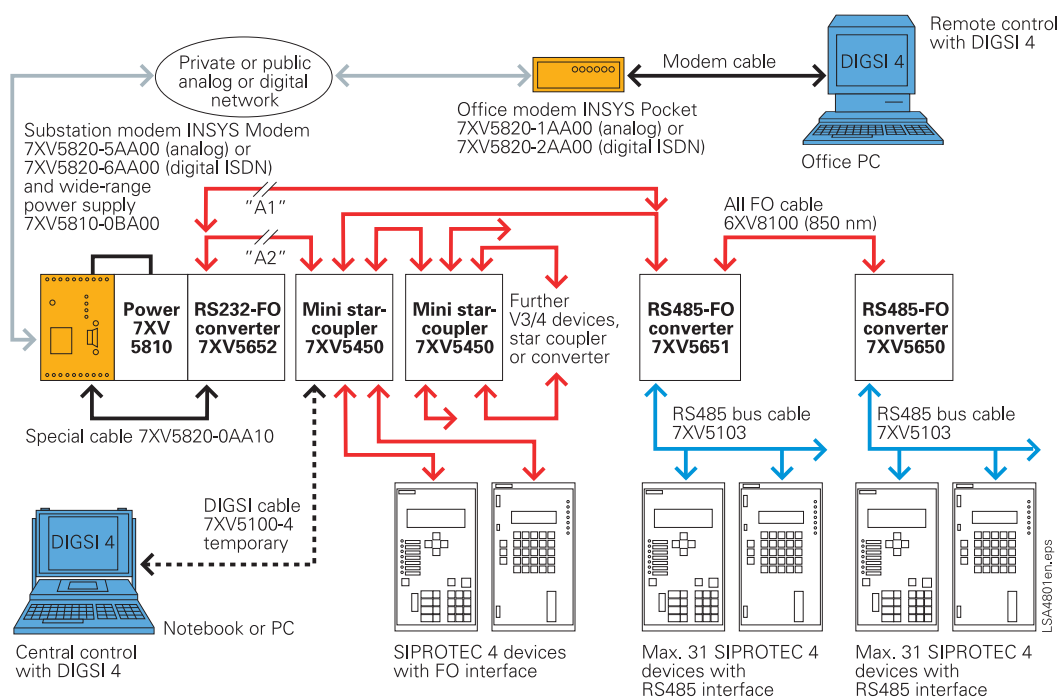 Remote control
with DIGSI 4
DIGSI 4
Office PC
Private or public
analog or digital
network
Modem cable
Office modem INSYS Pocket
7XV5820-1AA00 (analog) or
7XV5820-2AA00 (digital ISDN)
Substation modem INSYS Modem
7XV5820-5AA00 (analog) or
7XV5820-6AA00 (digital ISDN)
and wide-range
power supply
7XV5810-0BA00
"A1"
"A2"
All FO cable
6XV8100 (850 nm)
Power
7XV
5810
RS232-FO
converter
7XV5652
Mini star-
coupler
7XV5450
Mini star-
coupler
7XV5450
Further
V3/4 devices,
star coupler
or converter
RS485-FO
converter
7XV5651
RS485-FO
converter
7XV5650
Special cable 7XV5820-0AA10
RS485 bus cable
7XV5103
RS485 bus cable
7XV5103
DIGSI cable
7XV5100-4
temporary
DIGSI 4
Notebook or PC
Central control
with DIGSI 4
SIPROTEC 4 devices
with FO interface
Max. 31 SIPROTEC 4
devices with
RS485 interface
Max. 31 SIPROTEC 4
devices with
RS485 interface
LSA4801en.eps